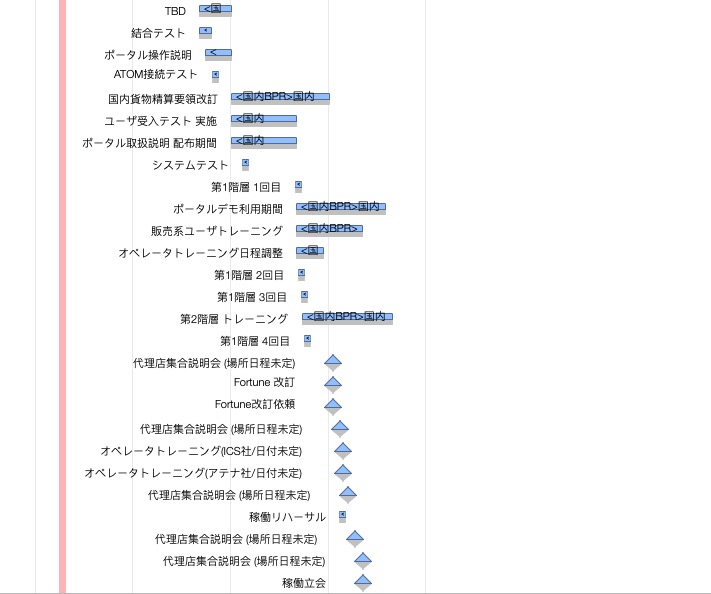 TBD <国
結合テスト <
ポータル操作説明 <
ATOM接続テスト <
国内貨物精算要領改訂 <国内BPR>国内
ユーザ受入テスト 実施 <国内
ポータル取扱説明 配布期間 <国内
システムテスト <
第1階層 1回目 <
ポータルデモ利用期間 <国内BPR>国内
販売系ユーザトレーニング <国内BPR>
オペレータトレーニング日程調整 <国
第1階層 2回目 <
第1階層 3回目 <
第2階層 トレーニング <国内BPR>国内
第1階層 4回目 <
代理店集合説明会 (場所日程未定)
Fortune 改訂
Fortune改訂依頼
代理店集合説明会 (場所日程未定)
オペレータトレーニング(ICS社/日付未定)
オペレータトレーニング(アテナ社/日付未定)
代理店集合説明会 (場所日程未定)
稼働リハーサル <
代理店集合説明会 (場所日程未定)
代理店集合説明会 (場所日程未定)
稼働立会